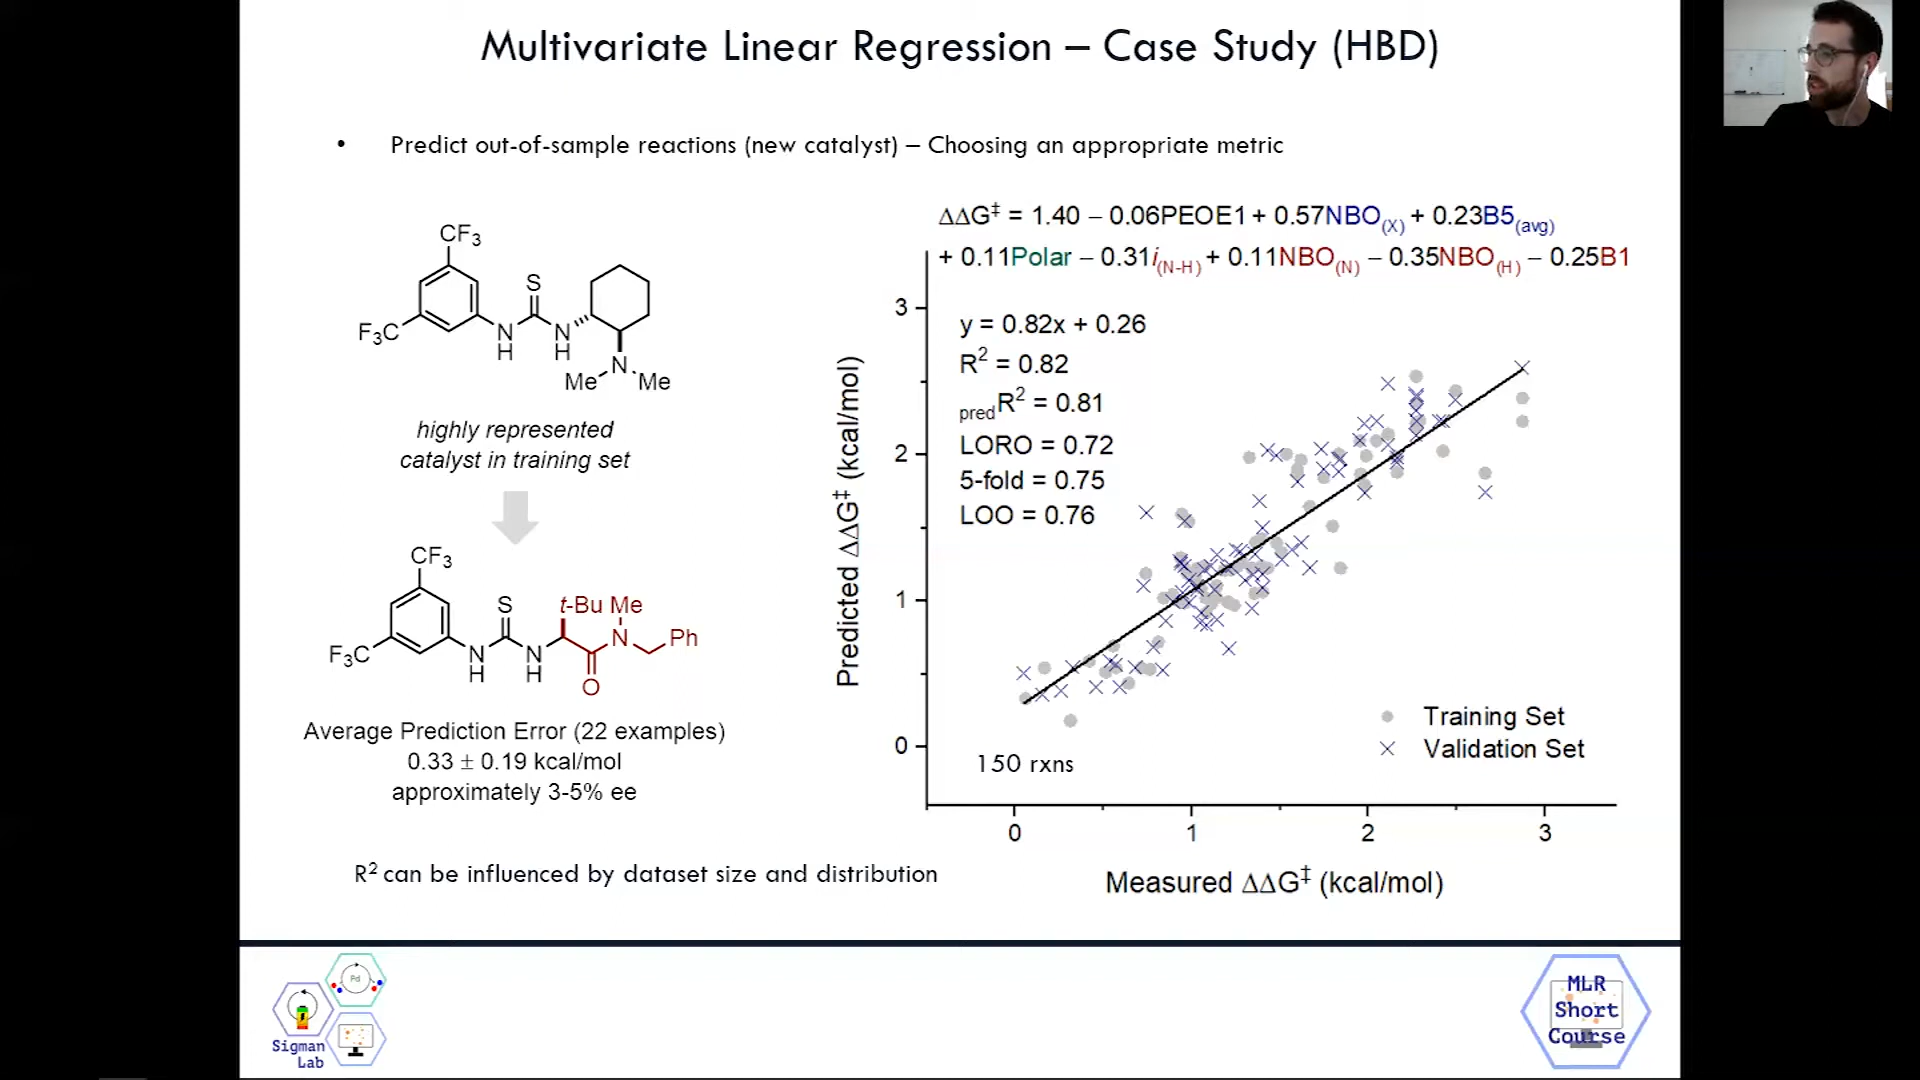 Multivariate Linear Regression – Case Study (HBD)
• Predict out-of-sample reactions (new catalyst) – Choosing an appropriate metric
ΔΔG‡ = 1.40 – 0.06PEOE1 + 0.57NBO(X) + 0.23B5(avg)
+ 0.11Polar – 0.31i(N-H) + 0.11NBO(N) – 0.35NBO(H) – 0.25B1
CF3
F3C
S
N
H
N
H
N
Me
Me
highly represented
catalyst in training set
CF3
F3C
S
N
H
N
H
t-Bu
Me
N
O
Ph
Average Prediction Error (22 examples)
0.33 ± 0.19 kcal/mol
approximately 3-5% ee
R2 can be influenced by dataset size and distribution
y = 0.82x + 0.26
R2 = 0.82
predR2 = 0.81
LORO = 0.72
5-fold = 0.75
LOO = 0.76
Predicted ΔΔG‡ (kcal/mol)
3
2
1
0
Training Set
Validation Set
150 rxns
0 1 2 3
Measured ΔΔG‡ (kcal/mol)
Pd
Sigman
Lab
MLR
Short
Course